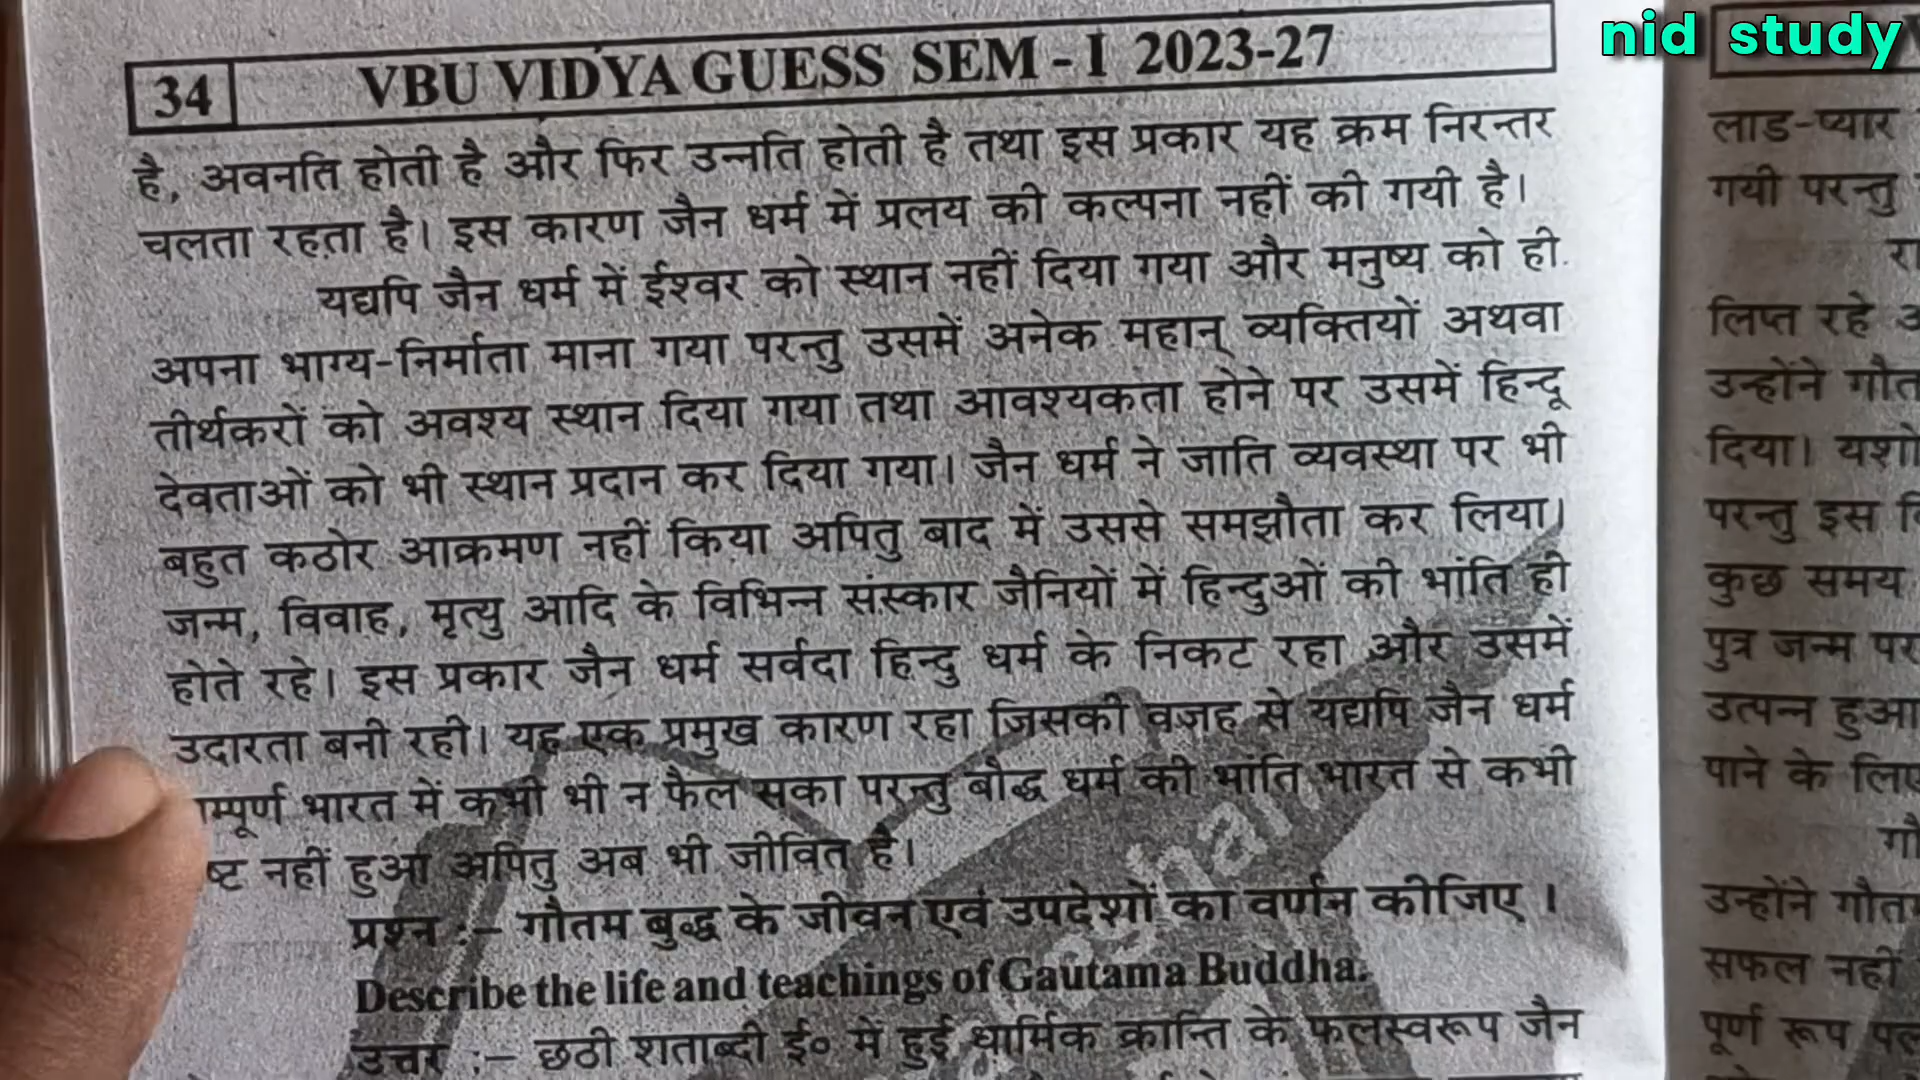 nid study
34
VBU VIDYA GUESS SEM - I 2023-27
है, अवनति होती है और फिर उन्नति होती है तथा इस प्रकार यह क्रम निरन्तर
चलता रहता है। इस कारण जैन धर्म में प्रलय की कल्पना नहीं की गयी है।
यद्यपि जैन धर्म में ईश्वर को स्थान नहीं दिया गया और मनुष्य को ही
अपना भाग्य-निर्माता माना गया परन्तु उसमें अनेक महान् व्यक्तियों अथवा
तीर्थकरों को अवश्य स्थान दिया गया तथा आवश्यकता होने पर उसमें हिन्दू
देवताओं को भी स्थान प्रदान कर दिया गया। जैन धर्म ने जाति व्यवस्था पर भी
बहुत कठोर आक्रमण नहीं किया अपितु बाद में उससे समझौता कर लिया।
जन्म, विवाह, मृत्यु आदि के विभिन्न संस्कार जैनियों में हिन्दुओं की भांति ही
होते रहे। इस प्रकार जैन धर्म सर्वदा हिन्दु धर्म के निकट रहा और उसमें
उदारता बनी रही। यह एक प्रमुख कारण रहा जिसकी वज़ह से यद्यपि जैन धर्म
म्पूर्ण भारत में कभी भी न फैल सका परन्तु बौद्ध धर्म की भांति भारत से कभी
ष्ट नहीं हुआ अपितु अब भी जीवित है।
प्रश्न :– गौतम बुद्ध के जीवन एवं उपदेशों का वर्णन कीजिए ।
Describe the life and teachings of Gautama Buddha.
उत्तर :– छठी शताब्दी ई० में हुई धार्मिक क्रान्ति के फलस्वरूप जैन
लाड-प्यार
गयी परन्तु
रा
लिप्त रहे
उन्होंने गौत
दिया। यशो
परन्तु इस
कुछ समय
पुत्र जन्म पर
उत्पन्न हुआ
पाने के लिए
गौ
उन्होंने गौतम
सफल नहीं
पूर्ण रूप